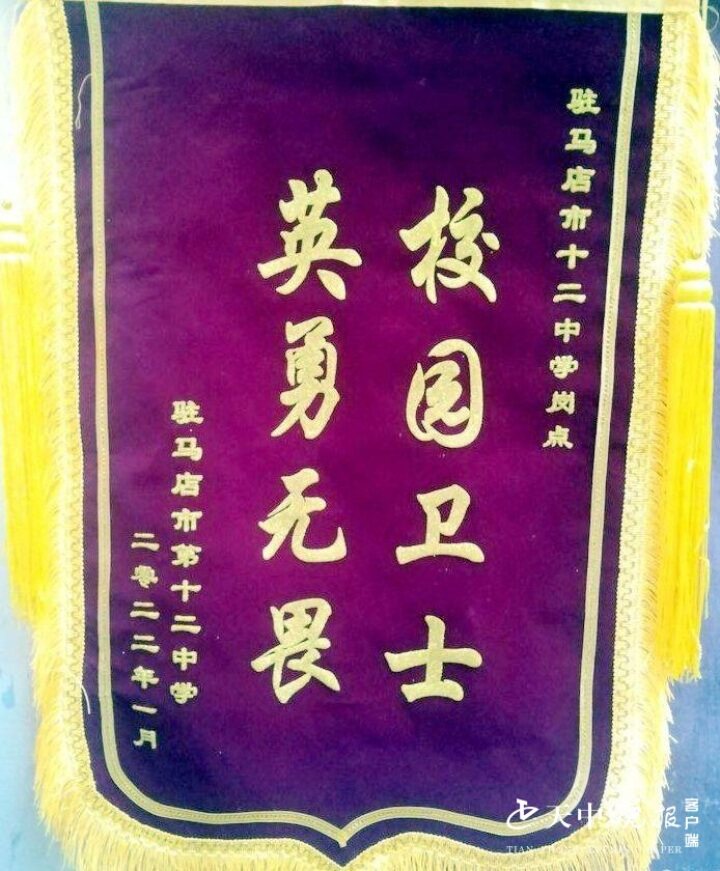 驻马店市十二中学岗点
校园卫士
英勇无畏
驻马店市第十二中学
二零二二年一月
客户端